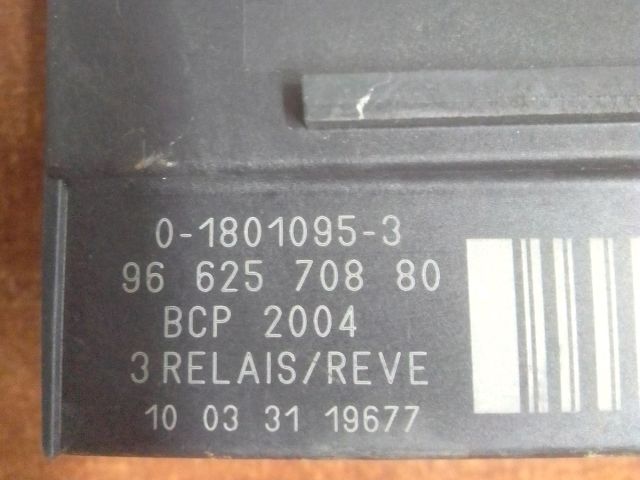 0-1801095-3
96 625 708 80
BCP 2004
3 RELAIS/REVE
10 03 31 19677